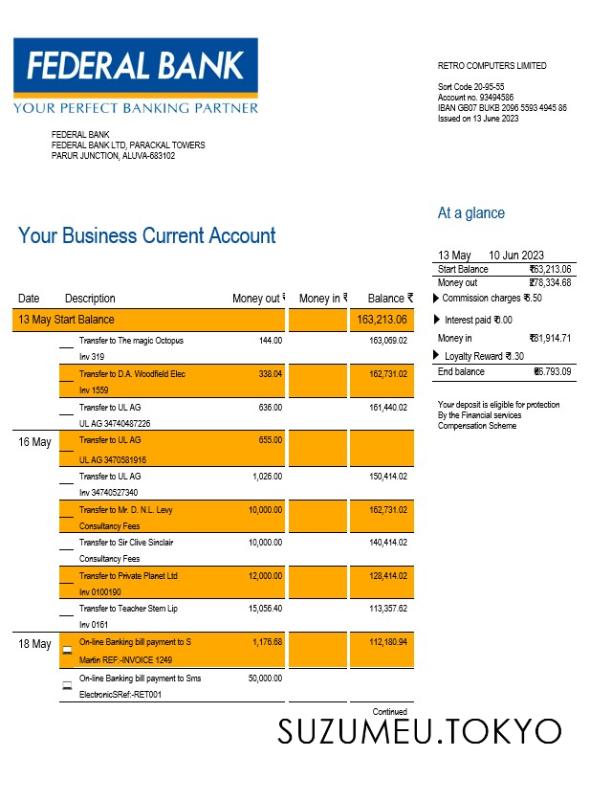 FEDERAL BANK
YOUR PERFECT BANKING PARTNER
FEDERAL BANK
FEDERAL BANK LTD, PARACKAL TOWERS
PARUR JUNCTION, ALUVA-683102
RETRO COMPUTERS LIMITED
Sort Code 20-95-55
Account no. 93494586
IBAN GB07 BUKB 2096 5593 4945 86
Issued on 13 June 2023
Your Business Current Account
Date Description Money out ₹ Money in ₹ Balance ₹
13 May Start Balance 163,213.06
Transfer to The magic Octopus 144.00 163,069.02
Inv 319
Transfer to D.A. Woodfield Elec 338.04 162,731.02
Inv 1559
Transfer to UL AG 636.00 161,440.02
UL AG 34740487226
16 May Transfer to UL AG 655.00
UL AG 3470581916
Transfer to UL AG 1,026.00 150,414.02
Inv 34740527340
Transfer to Mr. D. N.L. Levy 10,000.00 162,731.02
Consultancy Fees
Transfer to Sir Clive Sinclair 10,000.00 140,414.02
Consultancy Fees
Transfer to Private Planet Ltd 12,000.00 128,414.02
Inv 0100190
Transfer to Teacher Stem Lip 15,056.40 113,357.62
Inv 0161
18 May On-line Banking bill payment to S 1,176.68 112,180.94
Martin REF:-INVOICE 1249
On-line Banking bill payment to Sms 50,000.00
ElectronicSRef:-RET001
Continued
At a glance
13 May 10 Jun 2023
Start Balance ₹63,213.06
Money out ₹78,334.68
Commission charges ₹6.50
Interest paid ₹0.00
Money in ₹31,914.71
Loyalty Reward ₹1.30
End balance ₹6.793.09
Your deposit is eligible for protection
By the Financial services
Compensation Scheme
SUZUMEU.TOKYO